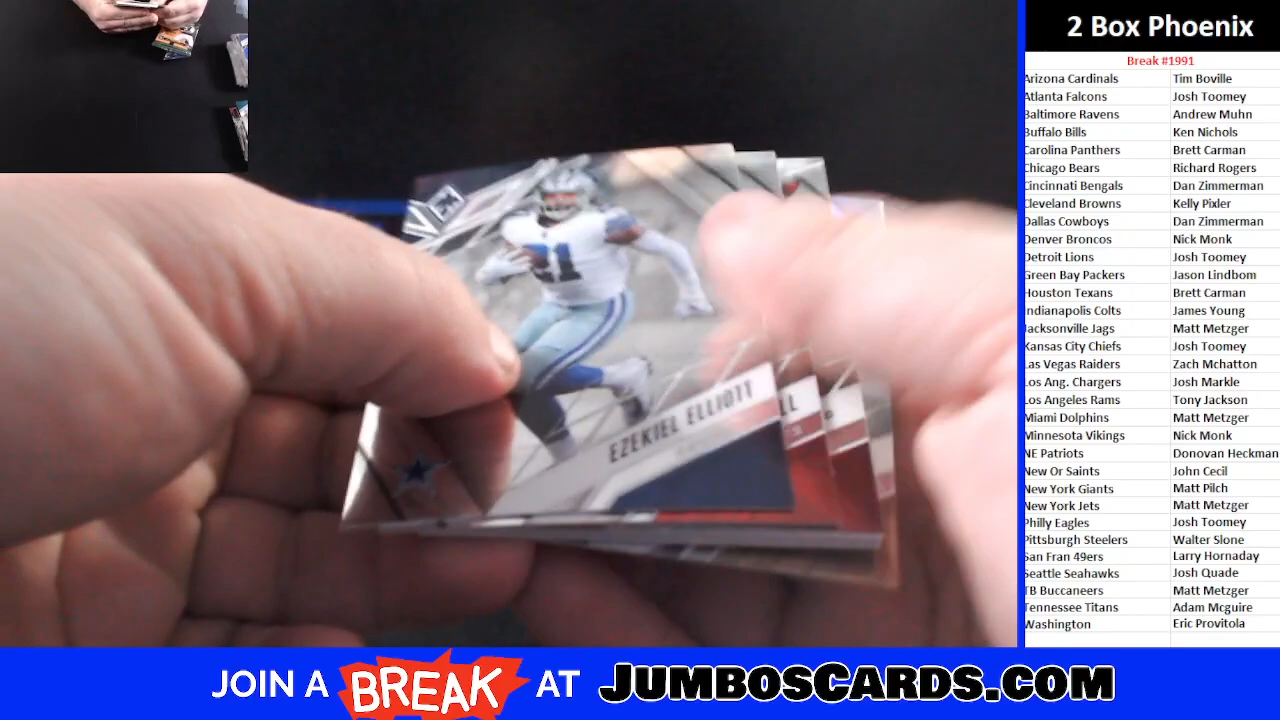 2 Box Phoenix
Break #1991
Arizona Cardinals Tim Boville
Atlanta Falcons Josh Toomey
Baltimore Ravens Andrew Muhn
Buffalo Bills Ken Nichols
Carolina Panthers Brett Carman
Chicago Bears Richard Rogers
Cincinnati Bengals Dan Zimmerman
Cleveland Browns Kelly Pixler
Dallas Cowboys Dan Zimmerman
Denver Broncos Nick Monk
Detroit Lions Josh Toomey
Green Bay Packers Jason Lindbom
Houston Texans Brett Carman
Indianapolis Colts James Young
Jacksonville Jags Matt Metzger
Kansas City Chiefs Josh Toomey
Las Vegas Raiders Zach Mchatton
Los Ang. Chargers Josh Markle
Los Angeles Rams Tony Jackson
Miami Dolphins Matt Metzger
Minnesota Vikings Nick Monk
NE Patriots Donovan Heckman
New Or Saints John Cecil
New York Giants Matt Pilch
New York Jets Matt Metzger
Philly Eagles Josh Toomey
Pittsburgh Steelers Walter Slone
San Fran 49ers Larry Hornaday
Seattle Seahawks Josh Quade
TB Buccaneers Matt Metzger
Tennessee Titans Adam Mcguire
Washington Eric Provitola
21
EZEKIEL ELLIOTT
LL
JOIN A BREAK AT JUMBOSCARDS.COM